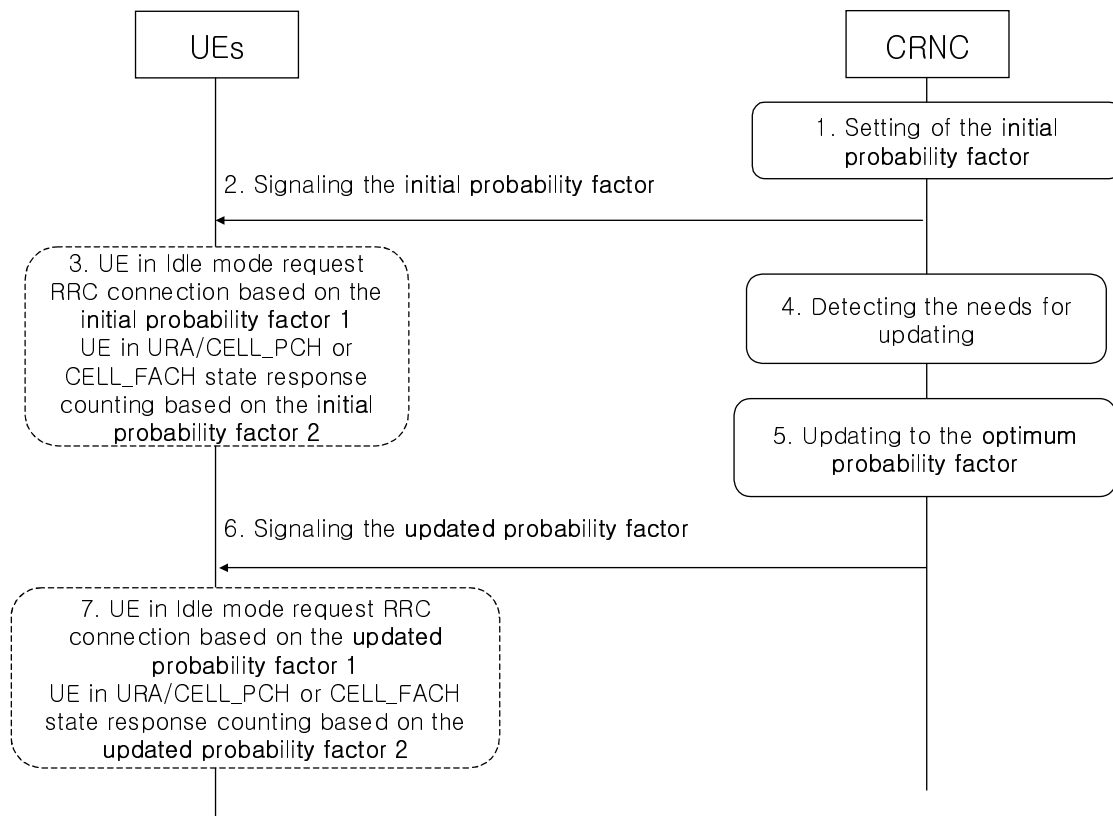 UEs
CRNC
1. Setting of the initial
probability factor
2. Signaling the initial probability factor
3. UE in Idle mode request
RRC connection based on the
initial probability factor 1
UE in URA/CELL_PCH or
CELL_FACH state response
counting based on the initial
probability factor 2
4. Detecting the needs for
updating
5. Updating to the optimum
probability factor
6. Signaling the updated probability factor
7. UE in Idle mode request RRC
connection based on the updated
probability factor 1
UE in URA/CELL_PCH or CELL_FACH
state response counting based on the
updated probability factor 2